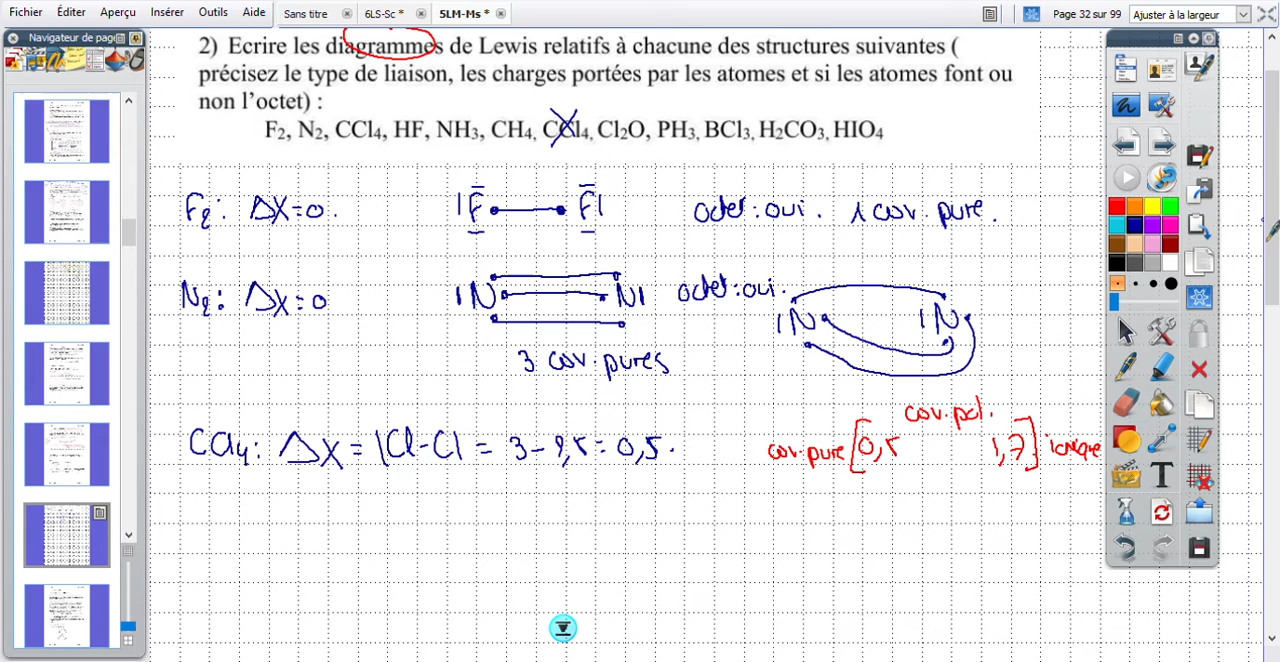 Fichier Éditer Aperçu Insérer Outils Aide
Sans titre 6LS-Sc * 5LM-Ms *
Page 32 sur 99 Ajuster à la largeur
Navigateur de page
2) Ecrire les diagrammes de Lewis relatifs à chacune des structures suivantes (
précisez le type de liaison, les charges portées par les atomes et si les atomes font ou
non l'octet) :
F2, N2, CCl4, HF, NH3, CH4, CCl4, Cl2O, PH3, BCl3, H2CO3, HIO4
F2: ΔX=0. |F F| octet: oui. 1 cov. pure.
N2: ΔX=0 |N N| octet: oui. |N |N
3 cov. pures
cov. pol.
CCl4: ΔX = |Cl-C| = 3-2,5 = 0,5. cov. pure [0,5 1,7] ionique